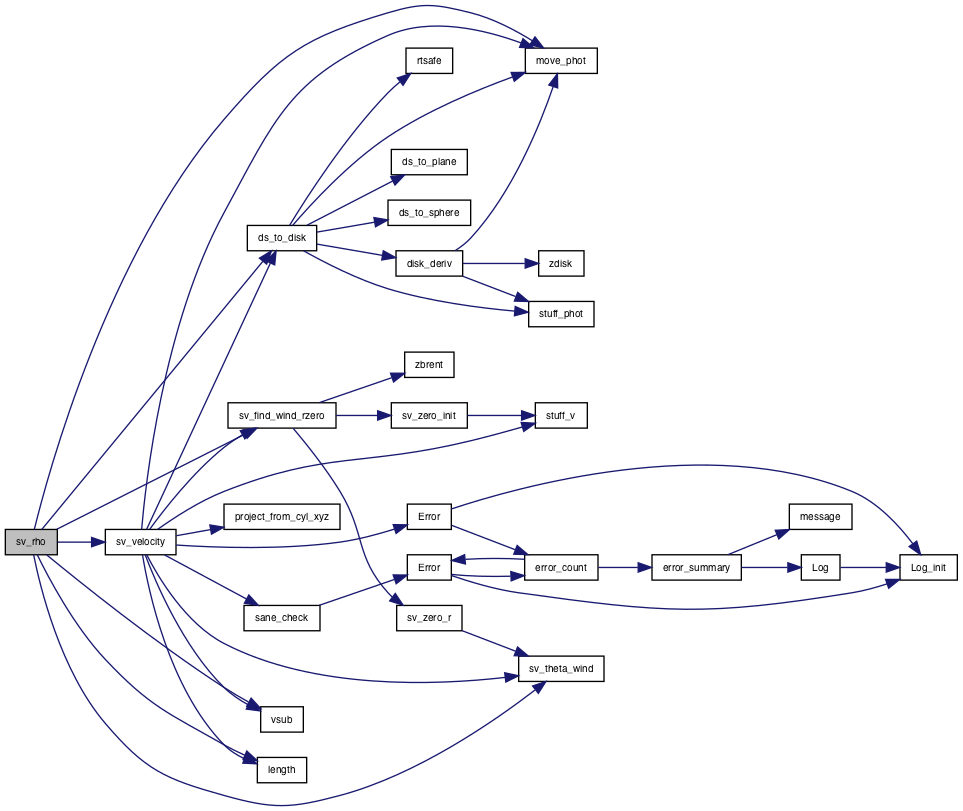 move_phot
rtsafe
ds_to_plane
ds_to_sphere
ds_to_disk
disk_deriv
zdisk
stuff_phot
zbrent
sv_find_wind_rzero
sv_zero_init
stuff_v
project_from_cyl_xyz
Error
message
sv_rho
sv_velocity
Error
error_count
error_summary
Log
Log_init
sane_check
sv_zero_r
sv_theta_wind
vsub
length